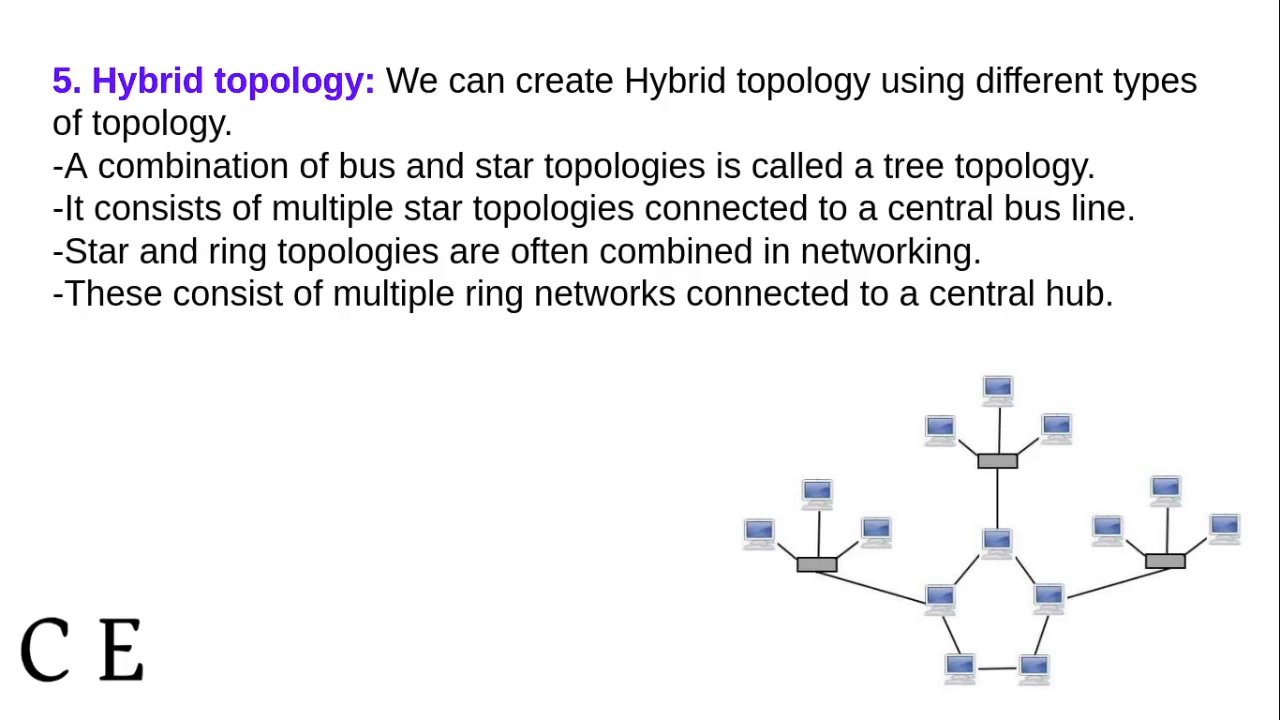 5. Hybrid topology: We can create Hybrid topology using different types
of topology.
-A combination of bus and star topologies is called a tree topology.
-It consists of multiple star topologies connected to a central bus line.
-Star and ring topologies are often combined in networking.
-These consist of multiple ring networks connected to a central hub.
C E